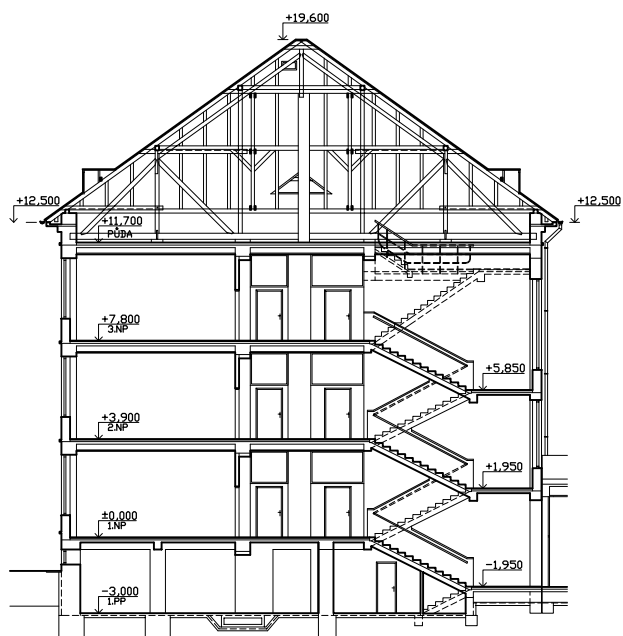 +19,600
+12,500
+12,500
+11,700
PŮDA
+7,800
3.NP
+5,850
+3,900
2.NP
+1,950
±0,000
1.NP
-1,950
-3,000
1.PP